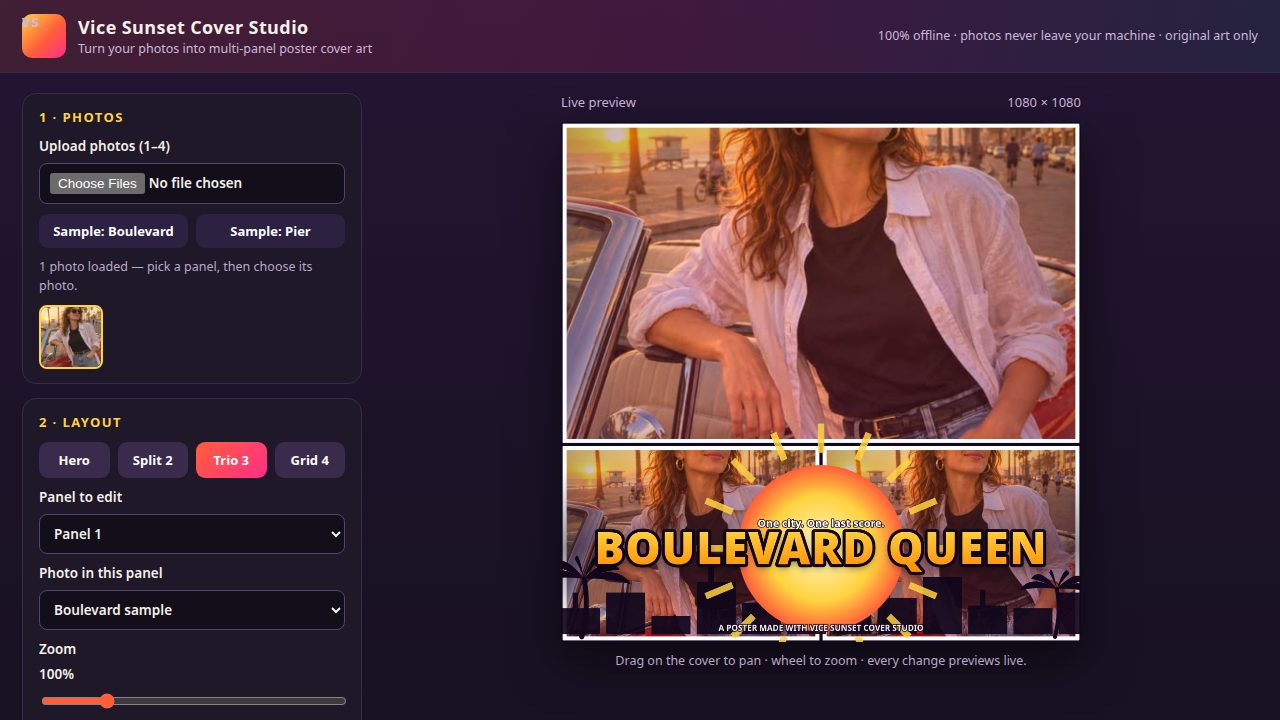 VS
Vice Sunset Cover Studio
Turn your photos into multi-panel poster cover art
100% offline · photos never leave your machine · original art only
1 · PHOTOS
Upload photos (1–4)
Choose Files No file chosen
Sample: Boulevard
Sample: Pier
1 photo loaded — pick a panel, then choose its
photo.
2 · LAYOUT
Hero
Split 2
Trio 3
Grid 4
Panel to edit
Panel 1
Photo in this panel
Boulevard sample
Zoom
100%
Live preview
1080 × 1080
One city. One last score.
BOULEVARD QUEEN
A POSTER MADE WITH VICE SUNSET COVER STUDIO
Drag on the cover to pan · wheel to zoom · every change previews live.